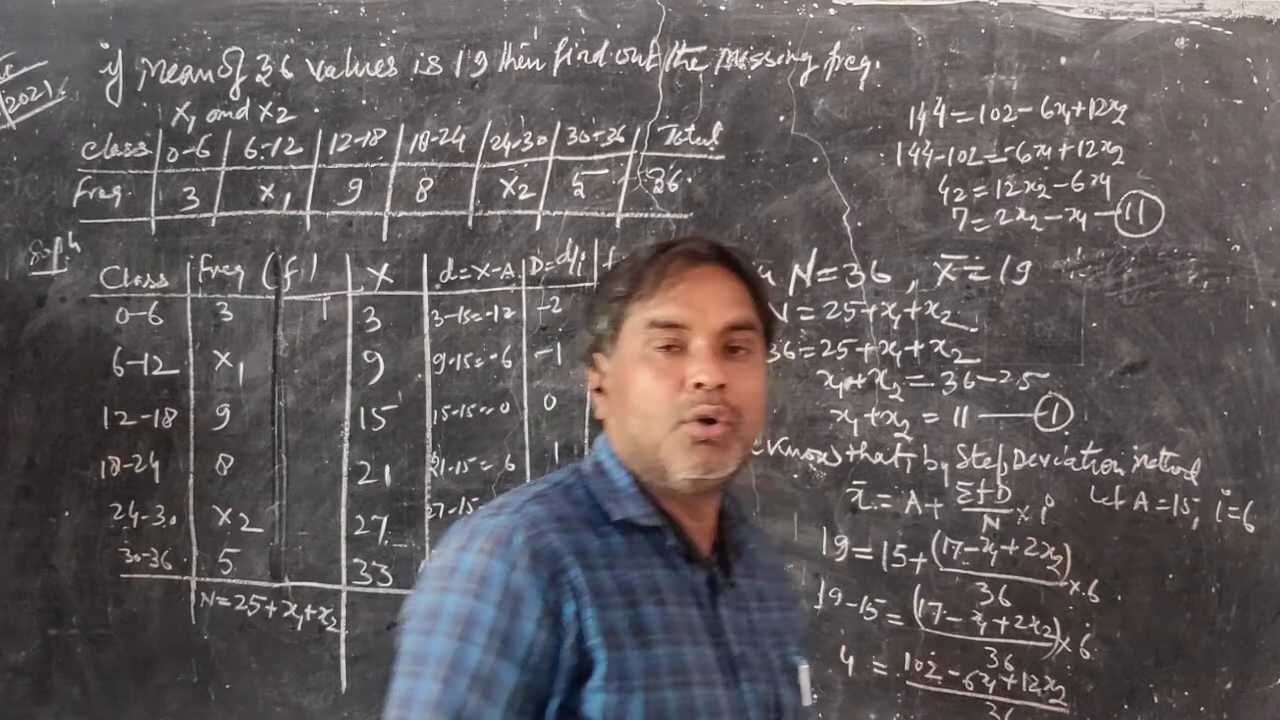 2021.
if Mean of 36 values is 19 then find out the missing freq.
x₁ and x₂
Class 0-6 6-12 12-18 18-24 24-30 30-36 Total
freq. 3 x₁ 9 8 x₂ 5 36.
Class freq (f) X d=X-A D=d/i f
0-6 3 3 3-15=-12 -2
6-12 x₁ 9 9-15=-6 -1
12-18 9 15 15-15=0 0
18-24 8 21 21-15=6 1
24-30 x₂ 27 27-15=
30-36 5 33
N=25+x₁+x₂
144=102-6x₁+12x₂
144-102=-6x₁+12x₂
42=12x₂-6x₁
7=2x₂-x₁—(11)
N=36, x̄=19
N=25+x₁+x₂
36=25+x₁+x₂
x₁+x₂=36-25
x₁+x₂=11—(1)
know that by Step Deviation method
x̄=A+ΣfD/N×i let A=15, i=6
19=15+(17-x₁+2x₂)/36×6
19-15=(17-x₁+2x₂)/36×6
4=102-6x₁+12x₂/36